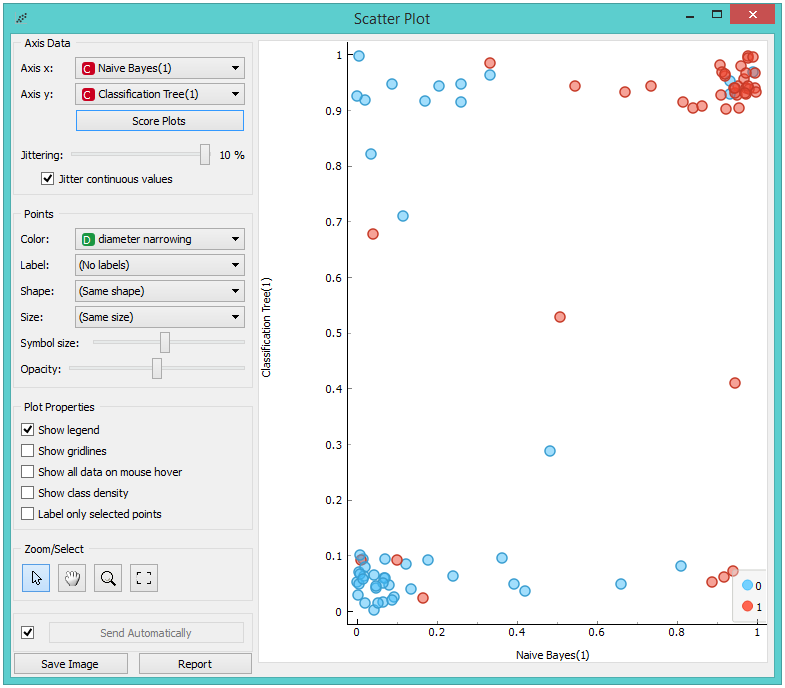 Scatter Plot
Axis Data
Axis x: C Naive Bayes(1)
Axis y: C Classification Tree(1)
Score Plots
Jittering: 10 %
Jitter continuous values
Points
Color: D diameter narrowing
Label: (No labels)
Shape: (Same shape)
Size: (Same size)
Symbol size:
Opacity:
Plot Properties
Show legend
Show gridlines
Show all data on mouse hover
Show class density
Label only selected points
Zoom/Select
Send Automatically
Save Image Report
Classification Tree(1)
1
0.9
0.8
0.7
0.6
0.5
0.4
0.3
0.2
0.1
0
0 0.2 0.4 0.6 0.8 1
Naive Bayes(1)
0
1